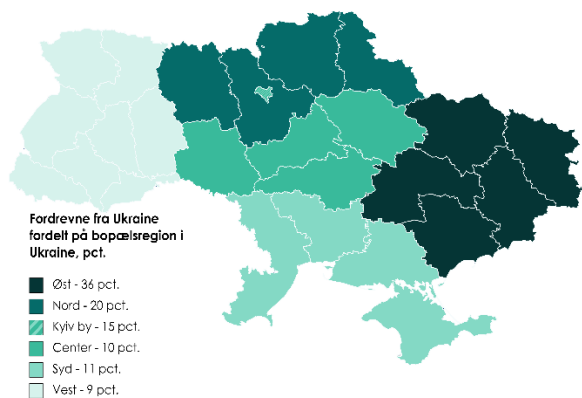 Fordrevne fra Ukraine
fordelt på bopælsregion i
Ukraine, pct.
Øst - 36 pct.
Nord - 20 pct.
Kyiv by - 15 pct.
Center - 10 pct.
Syd - 11 pct.
Vest - 9 pct.